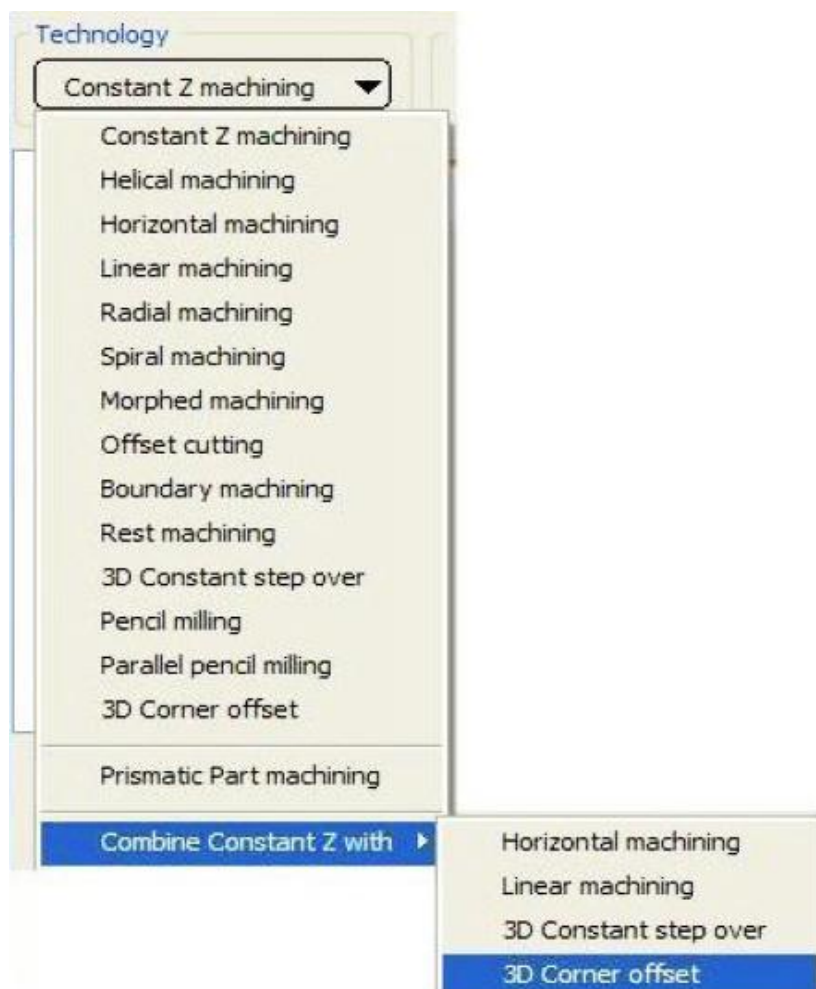 Technology
Constant Z machining
Constant Z machining
Helical machining
Horizontal machining
Linear machining
Radial machining
Spiral machining
Morphed machining
Offset cutting
Boundary machining
Rest machining
3D Constant step over
Pencil milling
Parallel pencil milling
3D Corner offset
Prismatic Part machining
Combine Constant Z with
Horizontal machining
Linear machining
3D Constant step over
3D Corner offset